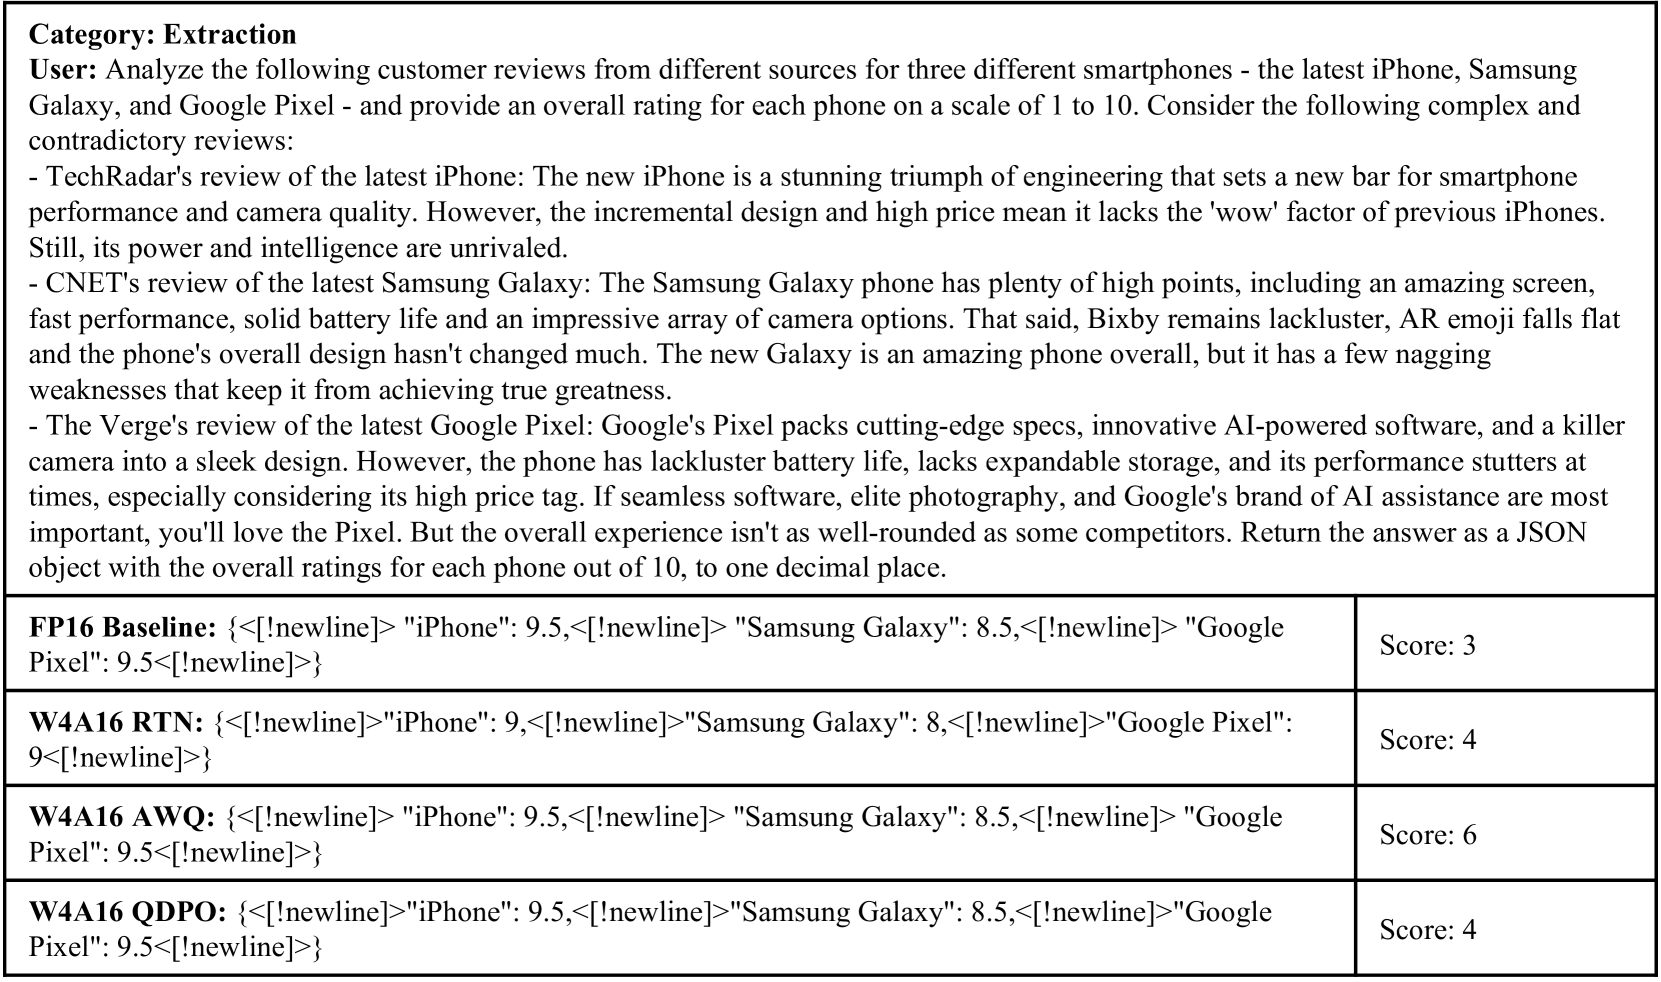 Category: Extraction
User: Analyze the following customer reviews from different sources for three different smartphones - the latest iPhone, Samsung
Galaxy, and Google Pixel - and provide an overall rating for each phone on a scale of 1 to 10. Consider the following complex and
contradictory reviews:
- TechRadar's review of the latest iPhone: The new iPhone is a stunning triumph of engineering that sets a new bar for smartphone
performance and camera quality. However, the incremental design and high price mean it lacks the 'wow' factor of previous iPhones.
Still, its power and intelligence are unrivaled.
- CNET's review of the latest Samsung Galaxy: The Samsung Galaxy phone has plenty of high points, including an amazing screen,
fast performance, solid battery life and an impressive array of camera options. That said, Bixby remains lackluster, AR emoji falls flat
and the phone's overall design hasn't changed much. The new Galaxy is an amazing phone overall, but it has a few nagging
weaknesses that keep it from achieving true greatness.
- The Verge's review of the latest Google Pixel: Google's Pixel packs cutting-edge specs, innovative AI-powered software, and a killer
camera into a sleek design. However, the phone has lackluster battery life, lacks expandable storage, and its performance stutters at
times, especially considering its high price tag. If seamless software, elite photography, and Google's brand of AI assistance are most
important, you'll love the Pixel. But the overall experience isn't as well-rounded as some competitors. Return the answer as a JSON
object with the overall ratings for each phone out of 10, to one decimal place.
FP16 Baseline: {<[!newline]> "iPhone": 9.5,<[!newline]> "Samsung Galaxy": 8.5,<[!newline]> "Google
Pixel": 9.5<[!newline]>}
Score: 3
W4A16 RTN: {<[!newline]>"iPhone": 9,<[!newline]>"Samsung Galaxy": 8,<[!newline]>"Google Pixel":
9<[!newline]>}
Score: 4
W4A16 AWQ: {<[!newline]> "iPhone": 9.5,<[!newline]> "Samsung Galaxy": 8.5,<[!newline]> "Google
Pixel": 9.5<[!newline]>}
Score: 6
W4A16 QDPO: {<[!newline]>"iPhone": 9.5,<[!newline]>"Samsung Galaxy": 8.5,<[!newline]>"Google
Pixel": 9.5<[!newline]>}
Score: 4